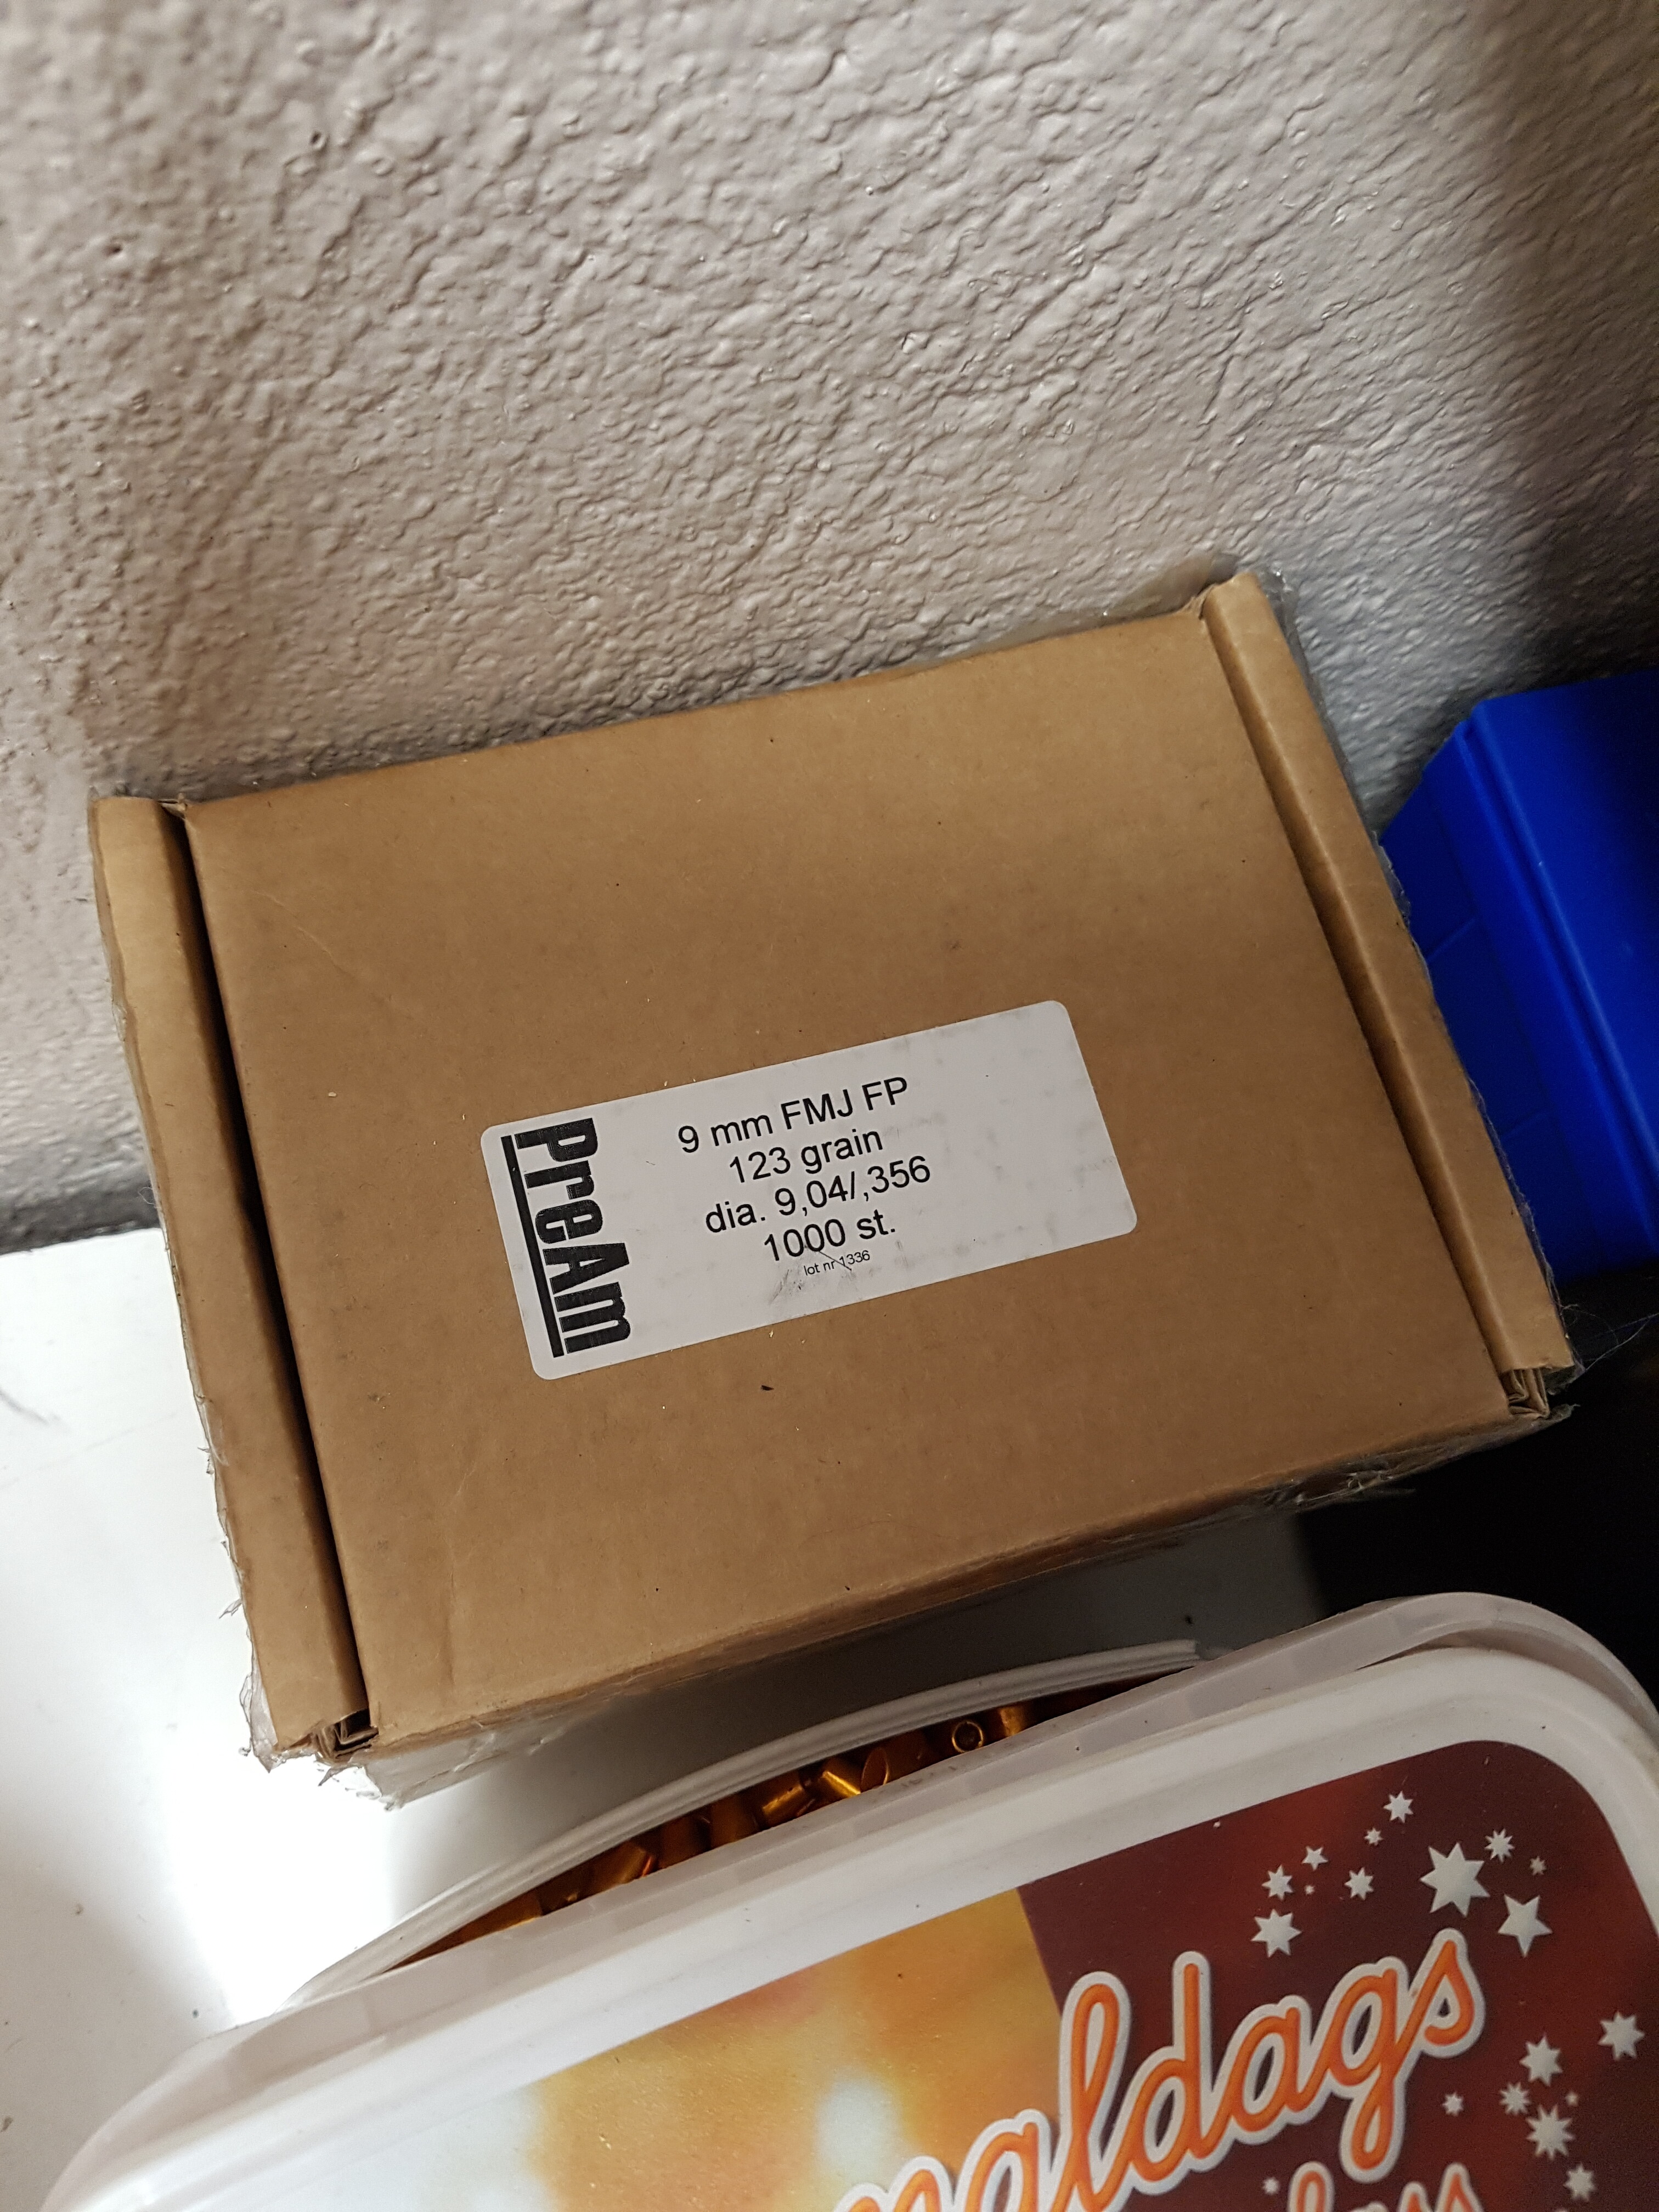 PreAm
9 mm FMJ FP
123 grain
dia. 9,04/,356
1000 st.
lot nr 1336